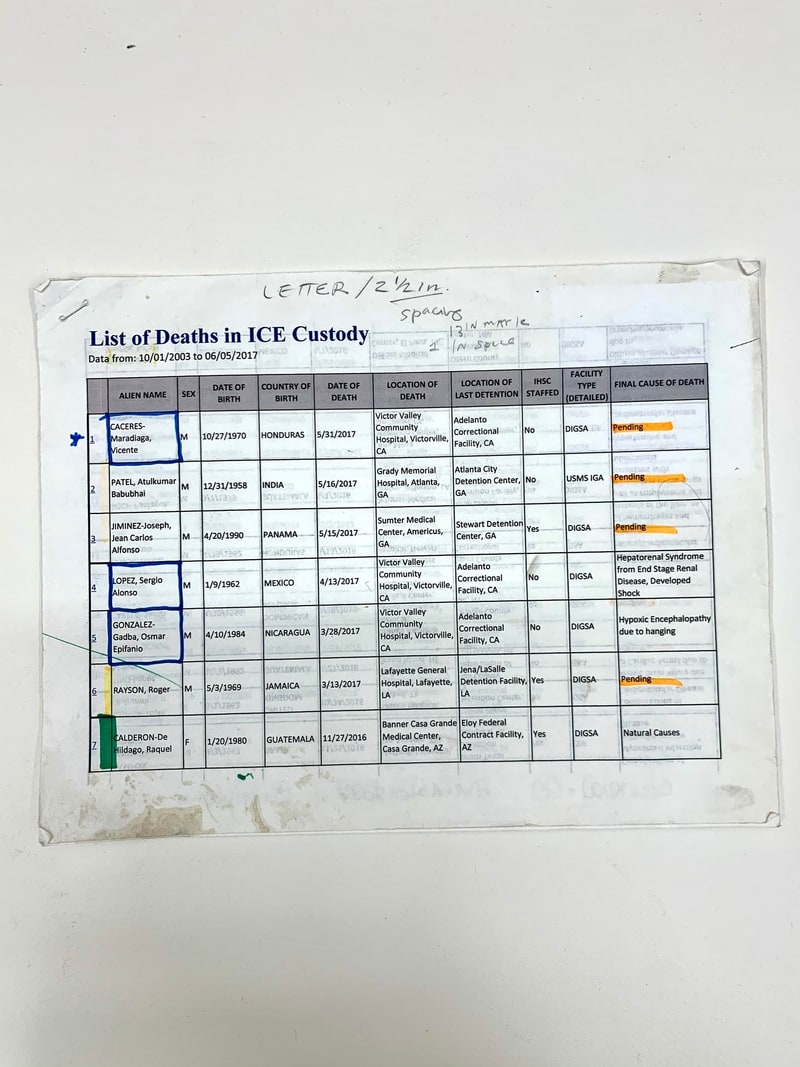 LETTER / 2 1/2 in.
spacing
List of Deaths in ICE Custody
Data from: 10/01/2003 to 06/05/2017
ALIEN NAME SEX DATE OF BIRTH COUNTRY OF BIRTH DATE OF DEATH LOCATION OF DEATH LOCATION OF LAST DETENTION IHSC STAFFED FACILITY TYPE (DETAILED) FINAL CAUSE OF DEATH
1 CACERES-Maradiaga, Vicente M 10/27/1970 HONDURAS 5/31/2017 Victor Valley Community Hospital, Victorville, CA Adelanto Correctional Facility, CA No DIGSA Pending
2 PATEL, Atulkumar Babubhai M 12/31/1958 INDIA 5/16/2017 Grady Memorial Hospital, Atlanta, GA Atlanta City Detention Center, GA No USMS IGA Pending
3 JIMINEZ-Joseph, Jean Carlos Alfonso M 4/20/1990 PANAMA 5/15/2017 Sumter Medical Center, Americus, GA Stewart Detention Center, GA Yes DIGSA Pending
4 LOPEZ, Sergio Alonso M 1/9/1962 MEXICO 4/13/2017 Victor Valley Community Hospital, Victorville, CA Adelanto Correctional Facility, CA No DIGSA Hepatorenal Syndrome from End Stage Renal Disease, Developed Shock
5 GONZALEZ-Gadba, Osmar Epifanio M 4/10/1984 NICARAGUA 3/28/2017 Victor Valley Community Hospital, Victorville, CA Adelanto Correctional Facility, CA No DIGSA Hypoxic Encephalopathy due to hanging
6 RAYSON, Roger M 5/3/1969 JAMAICA 3/13/2017 Lafayette General Hospital, Lafayette, LA Jena/LaSalle Detention Facility, LA Yes DIGSA Pending
7 CALDERON-De Hildago, Raquel F 1/20/1980 GUATEMALA 11/27/2016 Banner Casa Grande Medical Center, Casa Grande, AZ Eloy Federal Contract Facility, AZ Yes DIGSA Natural Causes